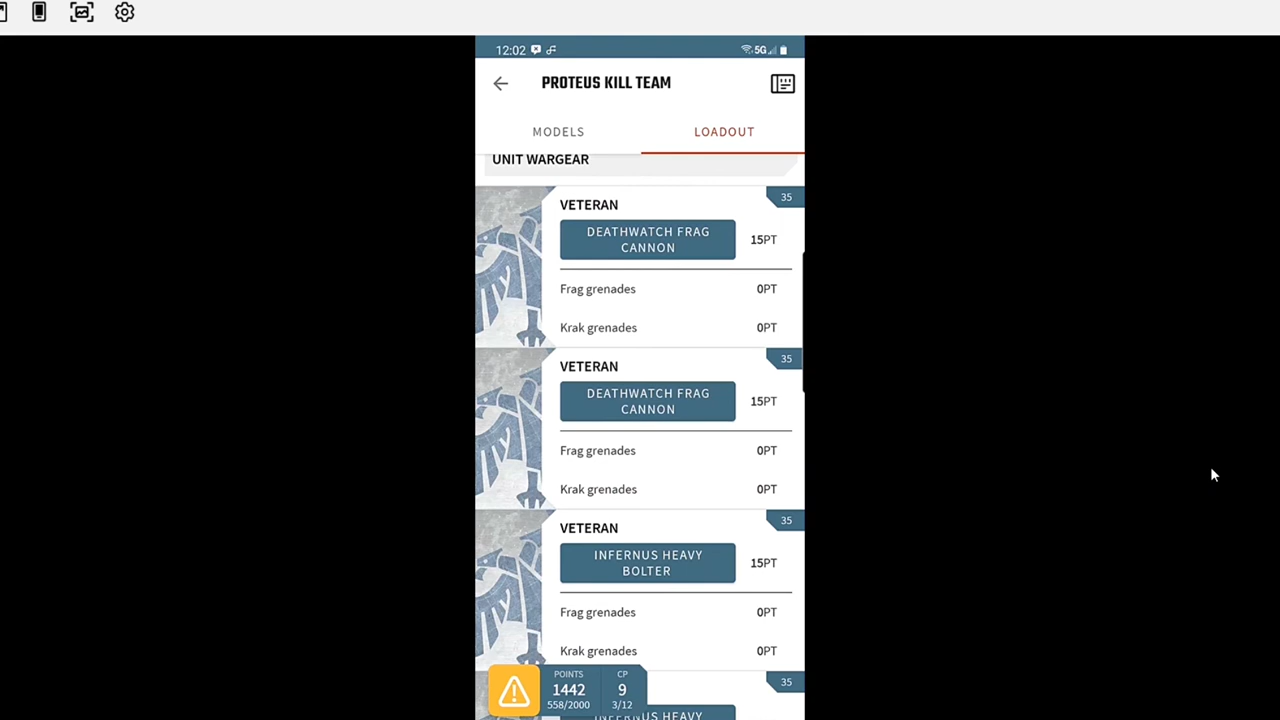 12:02
5G
PROTEUS KILL TEAM
MODELS
LOADOUT
UNIT WARGEAR
35
VETERAN
DEATHWATCH FRAG
CANNON
15PT
Frag grenades
0PT
Krak grenades
0PT
35
VETERAN
DEATHWATCH FRAG
CANNON
15PT
Frag grenades
0PT
Krak grenades
0PT
35
VETERAN
INFERNUS HEAVY
BOLTER
15PT
Frag grenades
0PT
Krak grenades
0PT
35
INFERNUS HEAVY
POINTS
1442
558/2000
CP
9
3/12